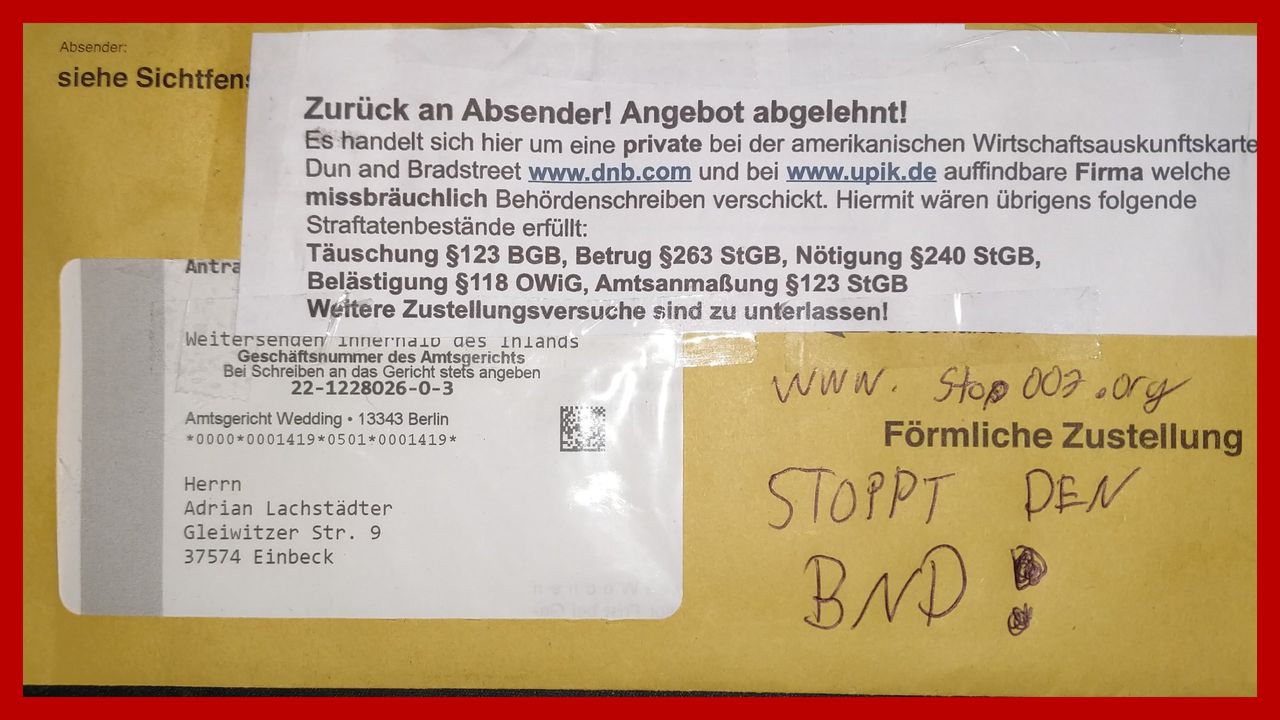 Absender:
siehe Sichtfens
Zurück an Absender! Angebot abgelehnt!
Es handelt sich hier um eine private bei der amerikanischen Wirtschaftsauskunftskarte
Dun and Bradstreet www.dnb.com und bei www.upik.de auffindbare Firma welche
missbräuchlich Behördenschreiben verschickt. Hiermit wären übrigens folgende
Straftatenbestände erfüllt:
Täuschung §123 BGB, Betrug §263 StGB, Nötigung §240 StGB,
Belästigung §118 OWiG, Amtsanmaßung §123 StGB
Weitere Zustellungsversuche sind zu unterlassen!
Antra
Weitersenden innerhalb des Inlands
Geschäftsnummer des Amtsgerichts
Bei Schreiben an das Gericht stets angeben
22-1228026-0-3
Amtsgericht Wedding • 13343 Berlin
*0000*0001419*0501*0001419*
Herrn
Adrian Lachstädter
Gleiwitzer Str. 9
37574 Einbeck
www. Stop007.org
Förmliche Zustellung
STOPPT DEN
BND!